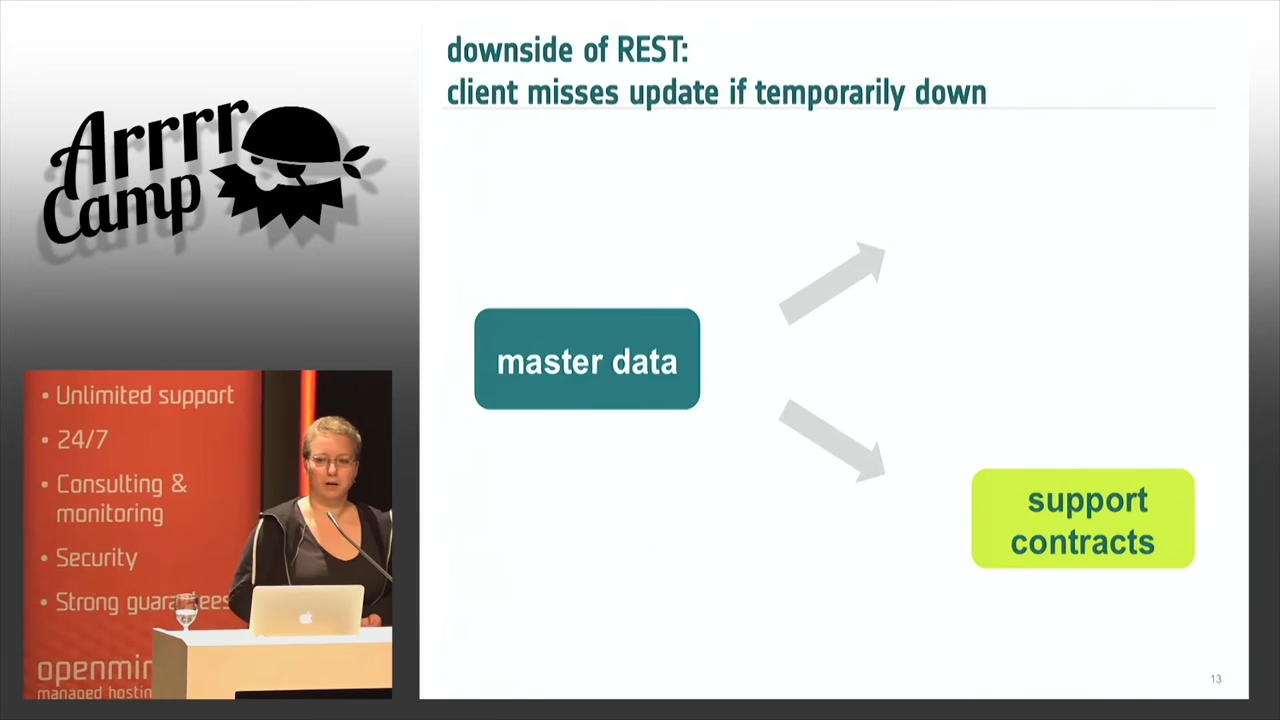 Arrrr
Camp
downside of REST:
client misses update if temporarily down
master data
support
contracts
• Unlimited support
• 24/7
• Consulting &
monitoring
• Security
• Strong
managed
13